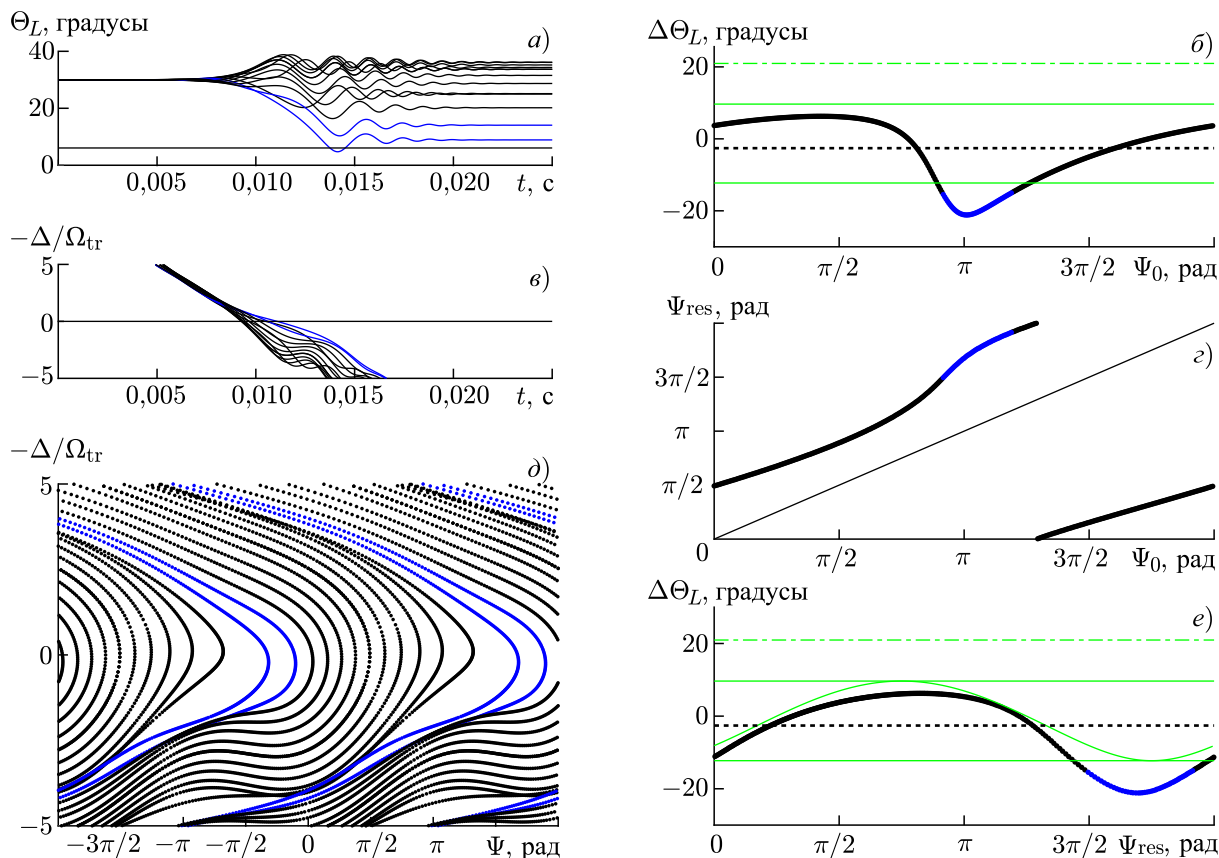 Θ_L, градусы
а)
40
20
0
0,005
0,010
0,015
0,020
t, с
ΔΘ_L, градусы
б)
20
0
−20
0
π/2
π
3π/2
Ψ_0, рад
−Δ/Ω_tr
в)
5
0
−5
0,005
0,010
0,015
0,020
t, с
Ψ_res, рад
г)
3π/2
π
π/2
0
π/2
π
3π/2
Ψ_0, рад
−Δ/Ω_tr
д)
5
0
−5
−3π/2
−π
−π/2
0
π/2
π
Ψ, рад
ΔΘ_L, градусы
е)
20
0
−20
0
π/2
π
3π/2
Ψ_res, рад